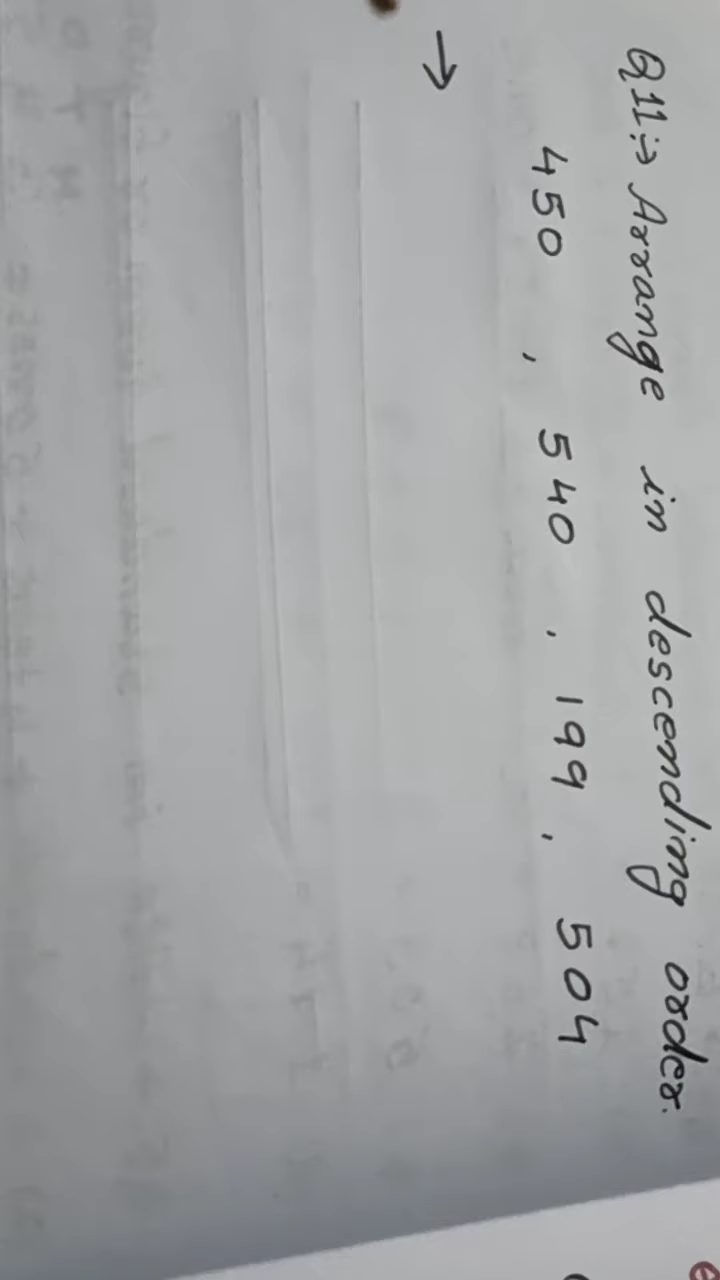 Q11:→ Arrange in descending order.
450 , 540 , 199 , 504
→